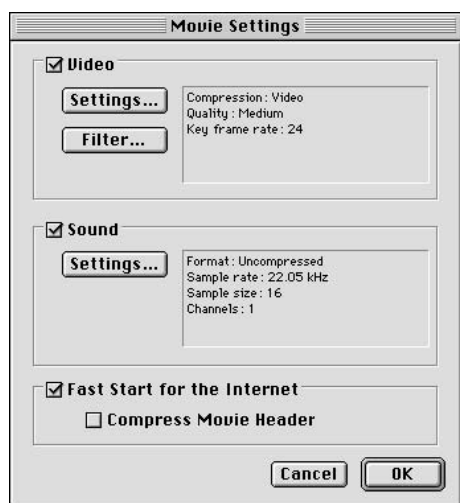 Movie Settings
Video
Settings...
Filter...
Compression: Video
Quality: Medium
Key frame rate: 24
Sound
Settings...
Format: Uncompressed
Sample rate: 22.05 kHz
Sample size: 16
Channels: 1
Fast Start for the Internet
Compress Movie Header
Cancel
OK